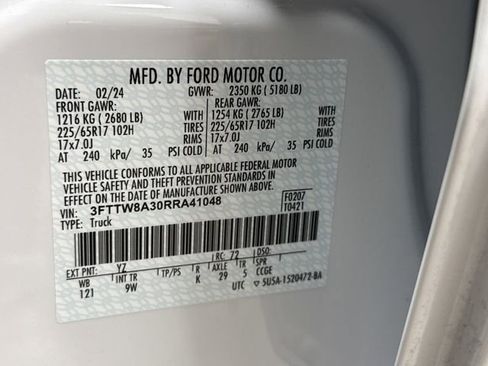 MFD. BY FORD MOTOR CO.
DATE: 02/24 GVWR: 2350 KG ( 5180 LB)
FRONT GAWR: REAR GAWR:
1216 KG ( 2680 LB) WITH 1254 KG ( 2765 LB) WITH
225/65R17 102H TIRES 225/65R17 102H TIRES
17x7.0J RIMS 17x7.0J RIMS
AT 240 kPa/ 35 PSI COLD AT 240 kPa/ 35 PSI COLD
THIS VEHICLE CONFORMS TO ALL APPLICABLE FEDERAL MOTOR
VEHICLE SAFETY AND THEFT PREVENTION STANDARDS IN
EFFECT ON THE DATE OF MANUFACTURE SHOWN ABOVE.
VIN: 3FTTW8A30RRA41048 F0207
TYPE: Truck T0421
EXT PNT: YZ RC: 72 DSO:
WB INT TR TP/PS R AXLE TR SPR
121 9W K 29 5 CCGE
UTC ▽ 5U5A-1520472-BA